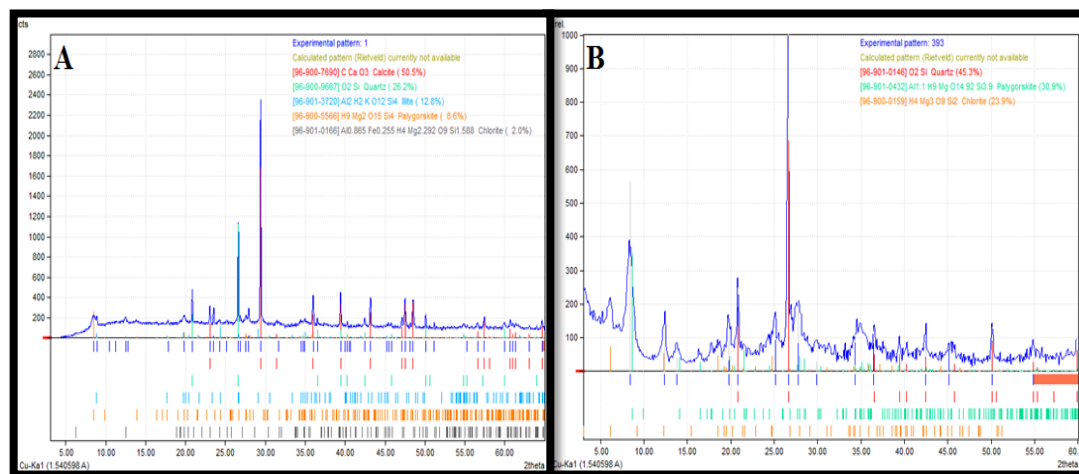 cts
A
Experimental pattern: 1
Calculated pattern (Rietveld) currently not available
[96-900-7690] C Ca O3 Calcite ( 50.5%)
[96-900-9667] O2 Si Quartz ( 26.2%)
[96-901-3720] Al2 H2 K O12 Si4 Illite ( 12.8%)
[96-900-5566] H9 Mg2 O15 Si4 Palygorskite ( 8.6%)
[96-901-0166] Al0.865 Fe0.255 H4 Mg2.292 O9 Si1.588 Chlorite ( 2.0%)
2800
2600
2400
2200
2000
1800
1600
1400
1200
1000
800
600
400
200
5.00 10.00 15.00 20.00 25.00 30.00 35.00 40.00 45.00 50.00 55.00 60.00
Cu-Ka1 (1.540598 A) 2theta
rel.
B
Experimental pattern: 393
Calculated pattern (Rietveld) currently not available
[96-901-0146] O2 Si Quartz (45.3%)
[96-901-0432] Al1.1 H9 Mg O14.92 Si3.9 Palygorskite (30.9%)
[96-900-0159] H4 Mg3 O9 Si2 Chlorite (23.9%)
1000
900
800
700
600
500
400
300
200
100
5.00 10.00 15.00 20.00 25.00 30.00 35.00 40.00 45.00 50.00 55.00
Cu-Ka1 (1.540598 A) 2theta